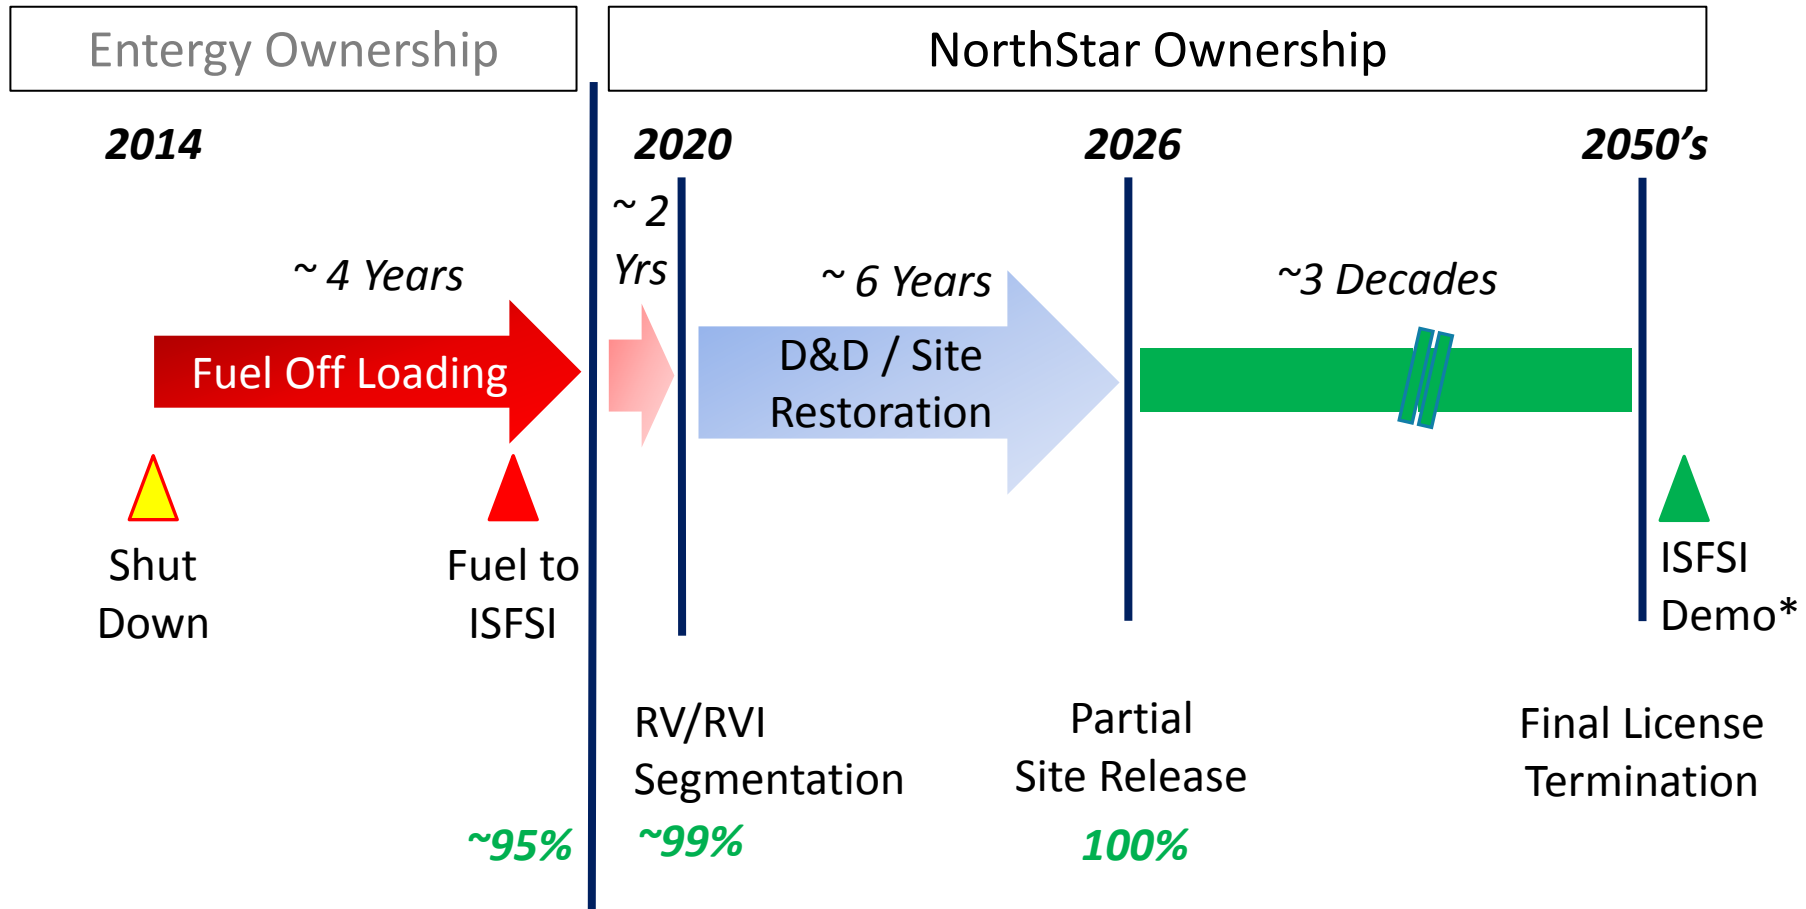 Entergy Ownership
NorthStar Ownership
2014
2020
2026
2050's
~ 2
Yrs
~ 4 Years
~ 6 Years
~3 Decades
Fuel Off Loading
D&D / Site
Restoration
Shut
Down
Fuel to
ISFSI
ISFSI
Demo*
RV/RVI
Segmentation
Partial
Site Release
Final License
Termination
~95%
~99%
100%